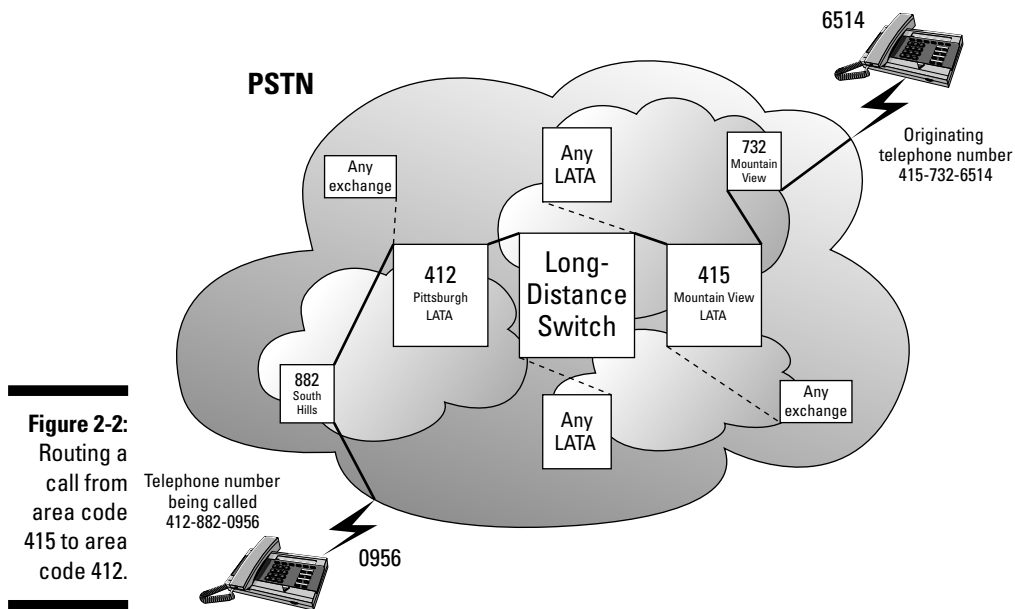 6514
PSTN
Originating
telephone number
415-732-6514
Any
exchange
Any
LATA
732
Mountain
View
412
Pittsburgh
LATA
Long-
Distance
Switch
415
Mountain View
LATA
882
South
Hills
Any
LATA
Any
exchange
Figure 2-2:
Routing a
call from
area code
415 to area
code 412.
Telephone number
being called
412-882-0956
0956